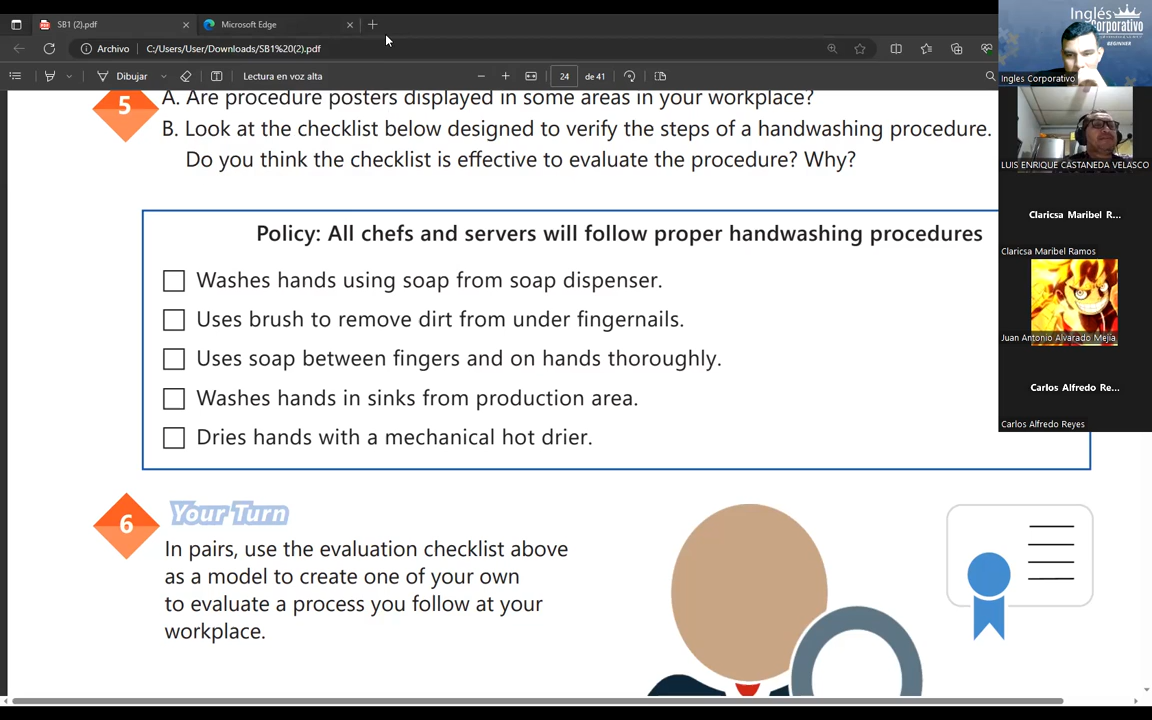 SB1 (2).pdf
Microsoft Edge
Archivo
C:/Users/User/Downloads/SB1%20(2).pdf
Dibujar
Lectura en voz alta
24
de 41
5
A. Are procedure posters displayed in some areas in your workplace?
B. Look at the checklist below designed to verify the steps of a handwashing procedure.
Do you think the checklist is effective to evaluate the procedure? Why?
Policy: All chefs and servers will follow proper handwashing procedures
Washes hands using soap from soap dispenser.
Uses brush to remove dirt from under fingernails.
Uses soap between fingers and on hands thoroughly.
Washes hands in sinks from production area.
Dries hands with a mechanical hot drier.
6
Your Turn
In pairs, use the evaluation checklist above
as a model to create one of your own
to evaluate a process you follow at your
workplace.
Inglés
Corporativo
BEGINNER
Ingles Corporativo
LUIS ENRIQUE CASTANEDA VELASCO
Claricsa Maribel R...
Claricsa Maribel Ramos
Juan Antonio Alvarado Mejía
Carlos Alfredo Re...
Carlos Alfredo Reyes